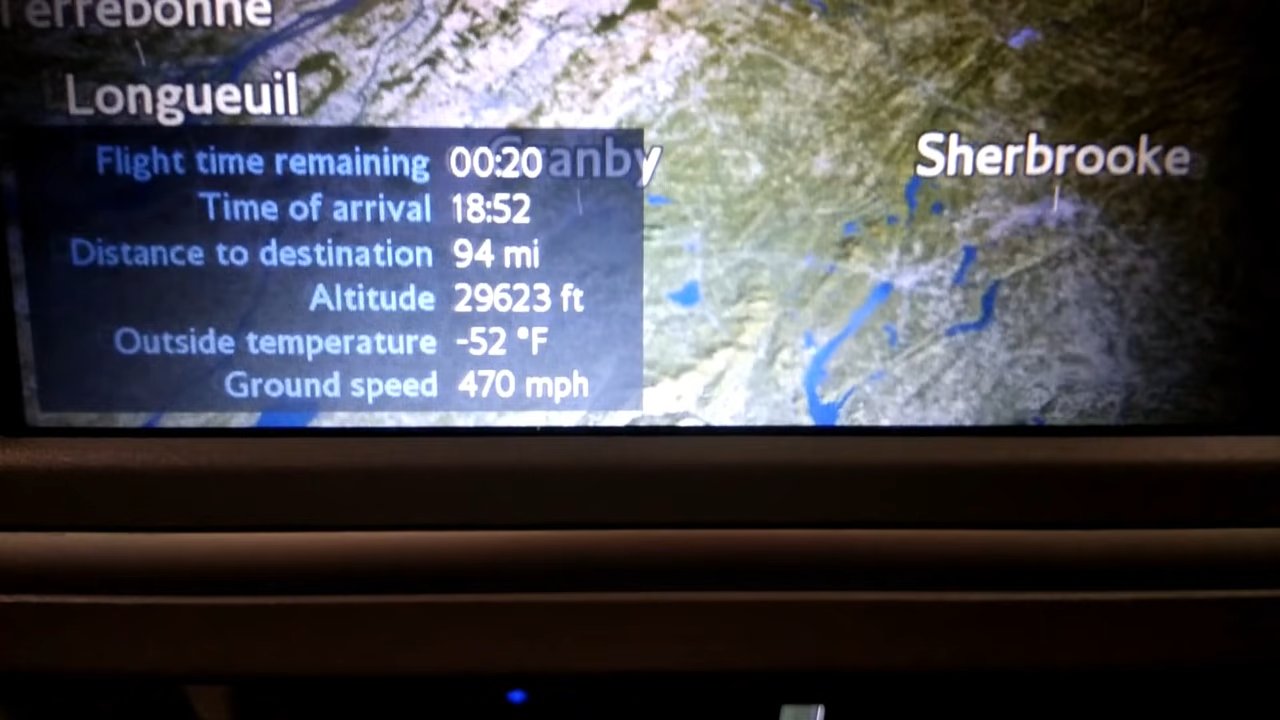 Terrebonne
Longueuil
Granby
Sherbrooke
Flight time remaining 00:20
Time of arrival 18:52
Distance to destination 94 mi
Altitude 29623 ft
Outside temperature -52 °F
Ground speed 470 mph